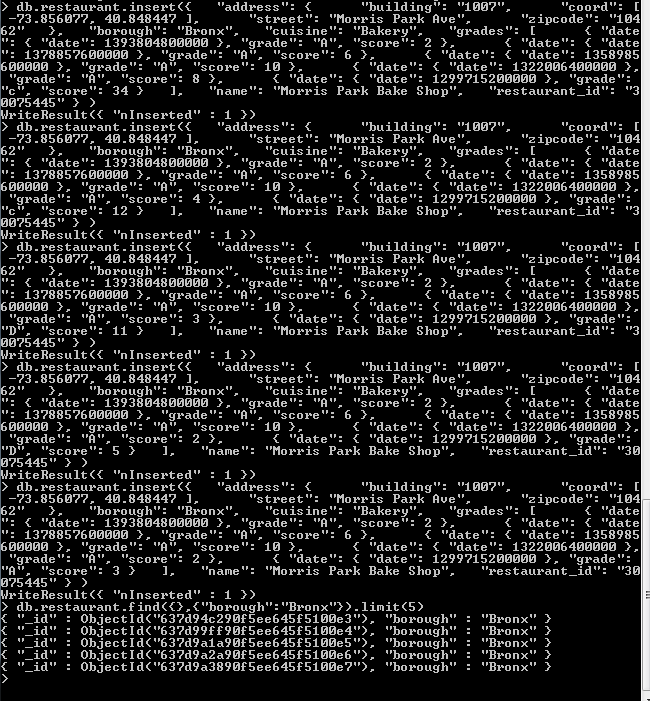 > db.restaurant.insert({   "address": {      "building": "1007",      "coord": [
 -73.856077, 40.848447 ],      "street": "Morris Park Ave",      "zipcode": "104
62"   },   "borough": "Bronx",   "cuisine": "Bakery",   "grades": [      { "date
": { "date": 1393804800000 }, "grade": "A", "score": 2 },      { "date": { "date
": 1378857600000 }, "grade": "A", "score": 6 },      { "date": { "date": 1358985
600000 }, "grade": "A", "score": 10 },      { "date": { "date": 1322006400000 },
"grade": "A", "score": 8 },      { "date": { "date": 1299715200000 }, "grade":
"c", "score": 34 }   ],   "name": "Morris Park Bake Shop",   "restaurant_id": "3
0075445" } )
WriteResult({ "nInserted" : 1 })
> db.restaurant.insert({   "address": {      "building": "1007",      "coord": [
 -73.856077, 40.848447 ],      "street": "Morris Park Ave",      "zipcode": "104
62"   },   "borough": "Bronx",   "cuisine": "Bakery",   "grades": [      { "date
": { "date": 1393804800000 }, "grade": "A", "score": 2 },      { "date": { "date
": 1378857600000 }, "grade": "A", "score": 6 },      { "date": { "date": 1358985
600000 }, "grade": "A", "score": 10 },      { "date": { "date": 1322006400000 },
"grade": "A", "score": 4 },      { "date": { "date": 1299715200000 }, "grade":
"c", "score": 12 }   ],   "name": "Morris Park Bake Shop",   "restaurant_id": "3
0075445" } )
WriteResult({ "nInserted" : 1 })
> db.restaurant.insert({   "address": {      "building": "1007",      "coord": [
 -73.856077, 40.848447 ],      "street": "Morris Park Ave",      "zipcode": "104
62"   },   "borough": "Bronx",   "cuisine": "Bakery",   "grades": [      { "date
": { "date": 1393804800000 }, "grade": "A", "score": 2 },      { "date": { "date
": 1378857600000 }, "grade": "A", "score": 6 },      { "date": { "date": 1358985
600000 }, "grade": "A", "score": 10 },      { "date": { "date": 1322006400000 },
"grade": "A", "score": 3 },      { "date": { "date": 1299715200000 }, "grade":
"D", "score": 11 }   ],   "name": "Morris Park Bake Shop",   "restaurant_id": "3
0075445" } )
WriteResult({ "nInserted" : 1 })
> db.restaurant.insert({   "address": {      "building": "1007",      "coord": [
 -73.856077, 40.848447 ],      "street": "Morris Park Ave",      "zipcode": "104
62"   },   "borough": "Bronx",   "cuisine": "Bakery",   "grades": [      { "date
": { "date": 1393804800000 }, "grade": "A", "score": 2 },      { "date": { "date
": 1378857600000 }, "grade": "A", "score": 6 },      { "date": { "date": 1358985
600000 }, "grade": "A", "score": 10 },      { "date": { "date": 1322006400000 },
"grade": "A", "score": 2 },      { "date": { "date": 1299715200000 }, "grade":
"D", "score": 5 }   ],   "name": "Morris Park Bake Shop",   "restaurant_id": "30
075445" } )
WriteResult({ "nInserted" : 1 })
> db.restaurant.insert({   "address": {      "building": "1007",      "coord": [
 -73.856077, 40.848447 ],      "street": "Morris Park Ave",      "zipcode": "104
62"   },   "borough": "Bronx",   "cuisine": "Bakery",   "grades": [      { "date
": { "date": 1393804800000 }, "grade": "A", "score": 2 },      { "date": { "date
": 1378857600000 }, "grade": "A", "score": 6 },      { "date": { "date": 1358985
600000 }, "grade": "A", "score": 10 },      { "date": { "date": 1322006400000 },
"grade": "A", "score": 2 },      { "date": { "date": 1299715200000 }, "grade":
"A", "score": 3 }   ],   "name": "Morris Park Bake Shop",   "restaurant_id": "30
075445" } )
WriteResult({ "nInserted" : 1 })
> db.restaurant.find({},{"borough":"Bronx"}).limit(5)
{ "_id" : ObjectId("637d94c290f5ee645f5100e3"), "borough" : "Bronx" }
{ "_id" : ObjectId("637d99ff90f5ee645f5100e4"), "borough" : "Bronx" }
{ "_id" : ObjectId("637d9a1a90f5ee645f5100e5"), "borough" : "Bronx" }
{ "_id" : ObjectId("637d9a2a90f5ee645f5100e6"), "borough" : "Bronx" }
{ "_id" : ObjectId("637d9a3890f5ee645f5100e7"), "borough" : "Bronx" }
>